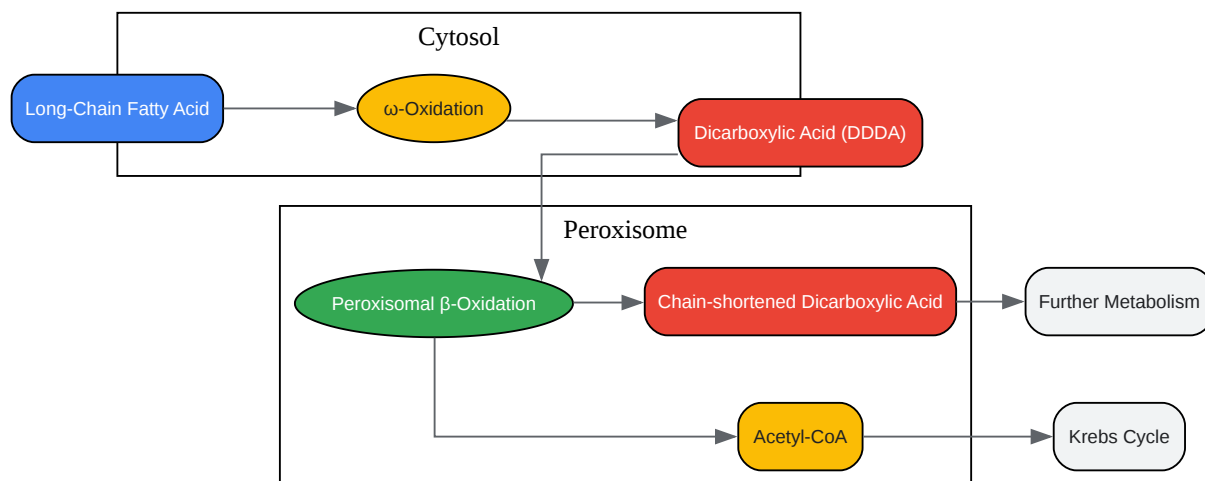 Cytosol
Long-Chain Fatty Acid
ω-Oxidation
Dicarboxylic Acid (DDDA)
Peroxisome
Peroxisomal β-Oxidation
Chain-shortened Dicarboxylic Acid
Further Metabolism
Acetyl-CoA
Krebs Cycle